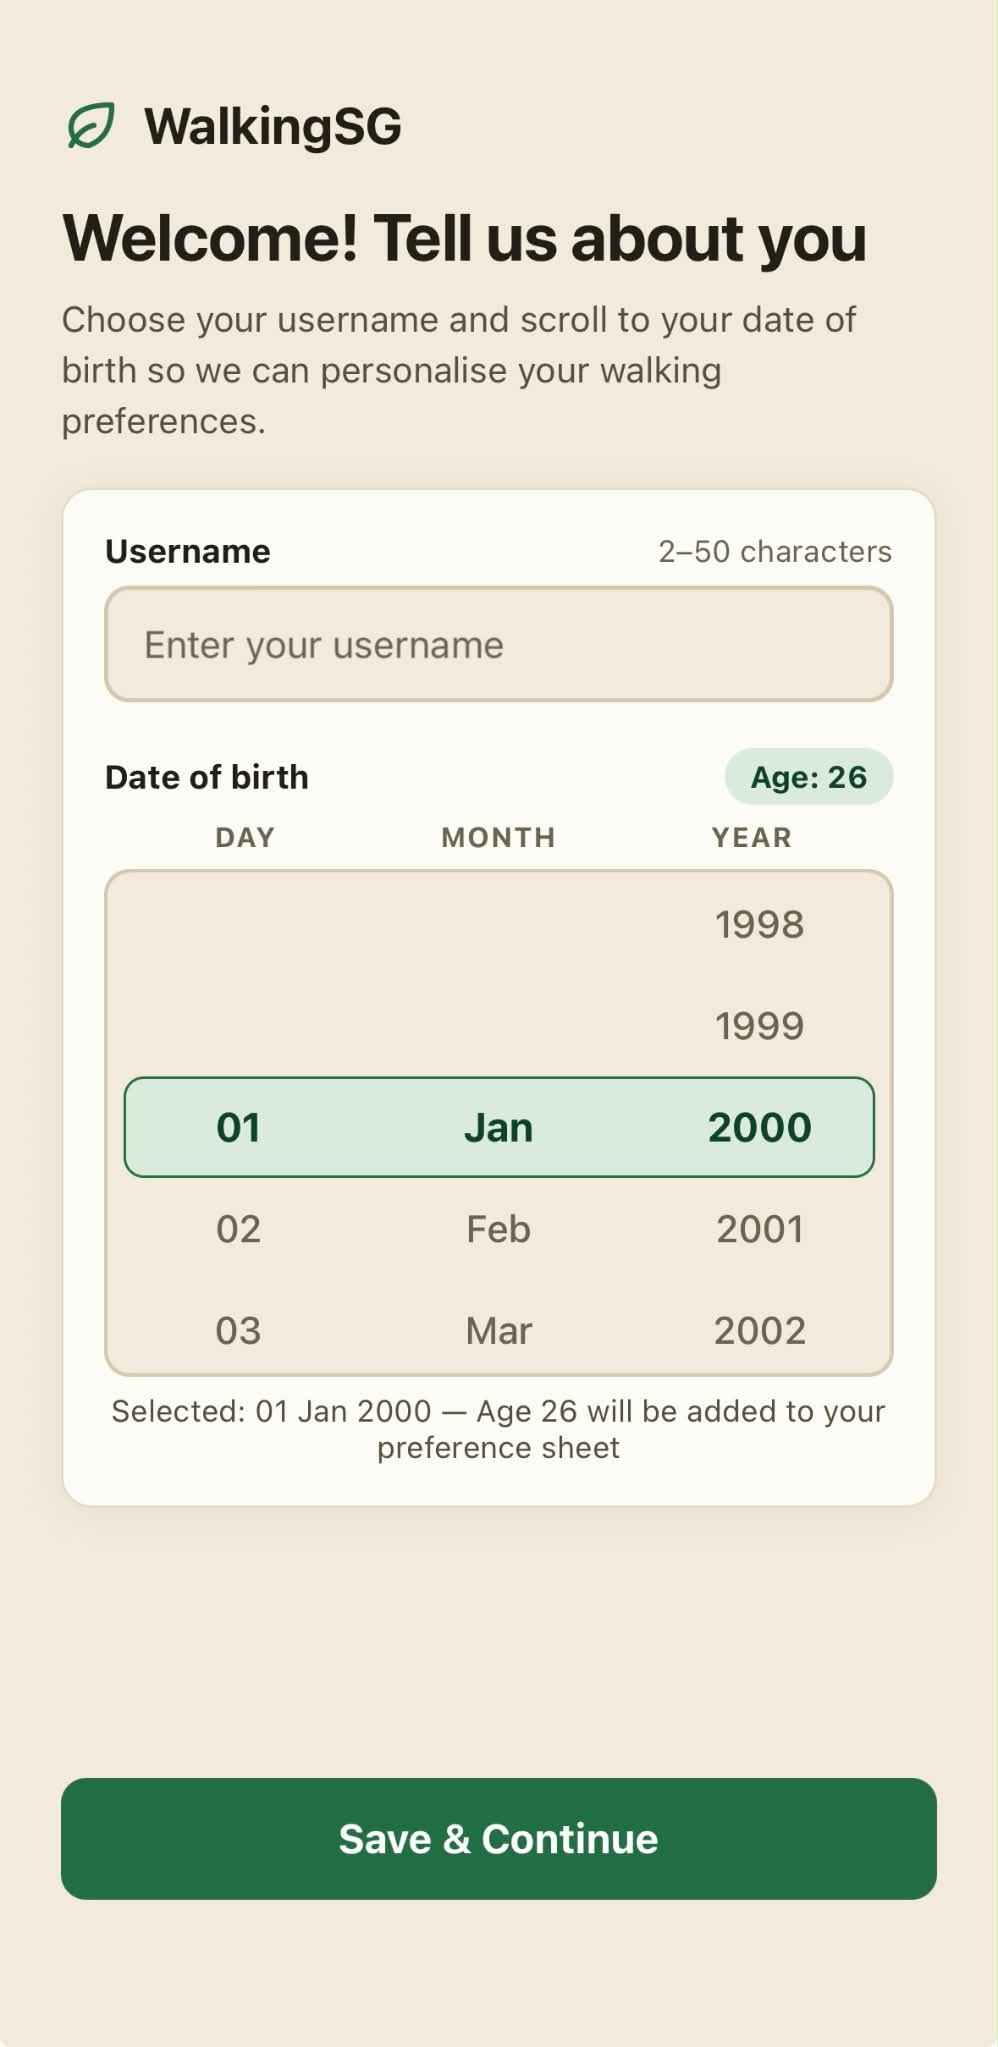 WalkingSG
Welcome! Tell us about you
Choose your username and scroll to your date of
birth so we can personalise your walking
preferences.
Username 2–50 characters
Enter your username
Date of birth Age: 26
DAY MONTH YEAR
1998
1999
01 Jan 2000
02 Feb 2001
03 Mar 2002
Selected: 01 Jan 2000 — Age 26 will be added to your
preference sheet
Save & Continue